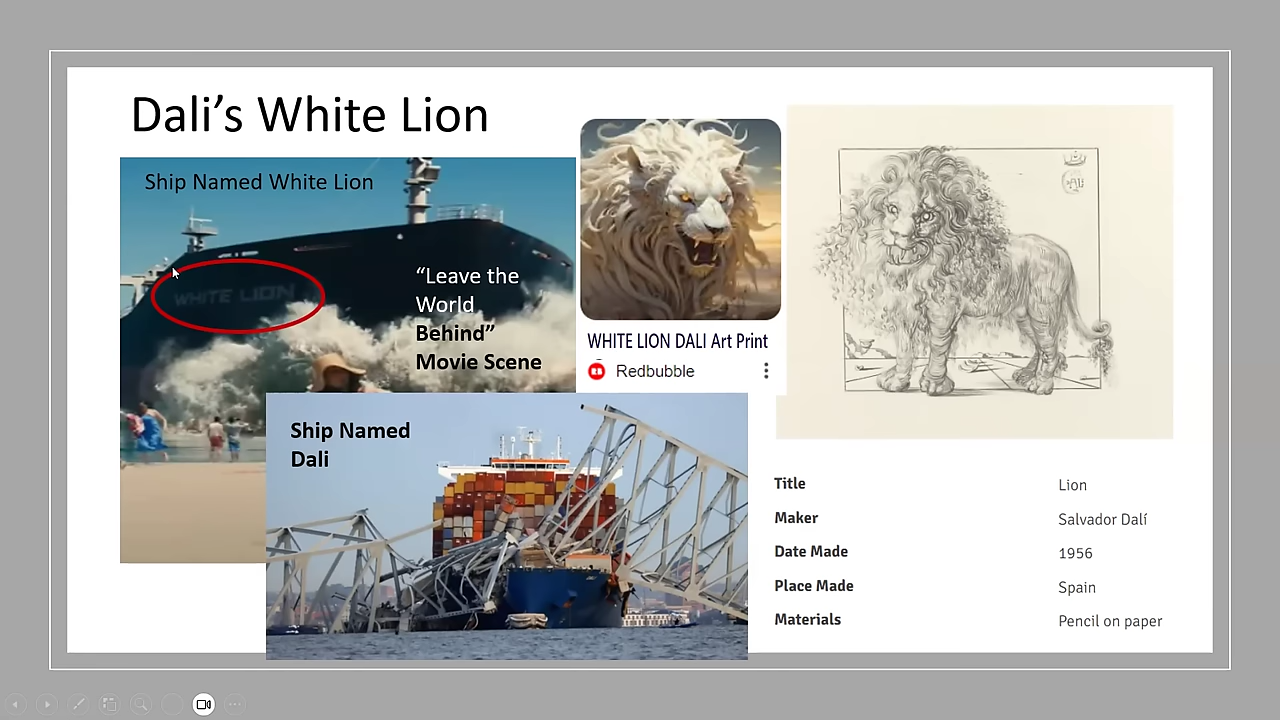 Dali's White Lion
Ship Named White Lion
WHITE LION
“Leave the
World
Behind”
Movie Scene
Ship Named
Dali
WHITE LION DALI Art Print
Redbubble
Title Lion
Maker Salvador Dalí
Date Made 1956
Place Made Spain
Materials Pencil on paper